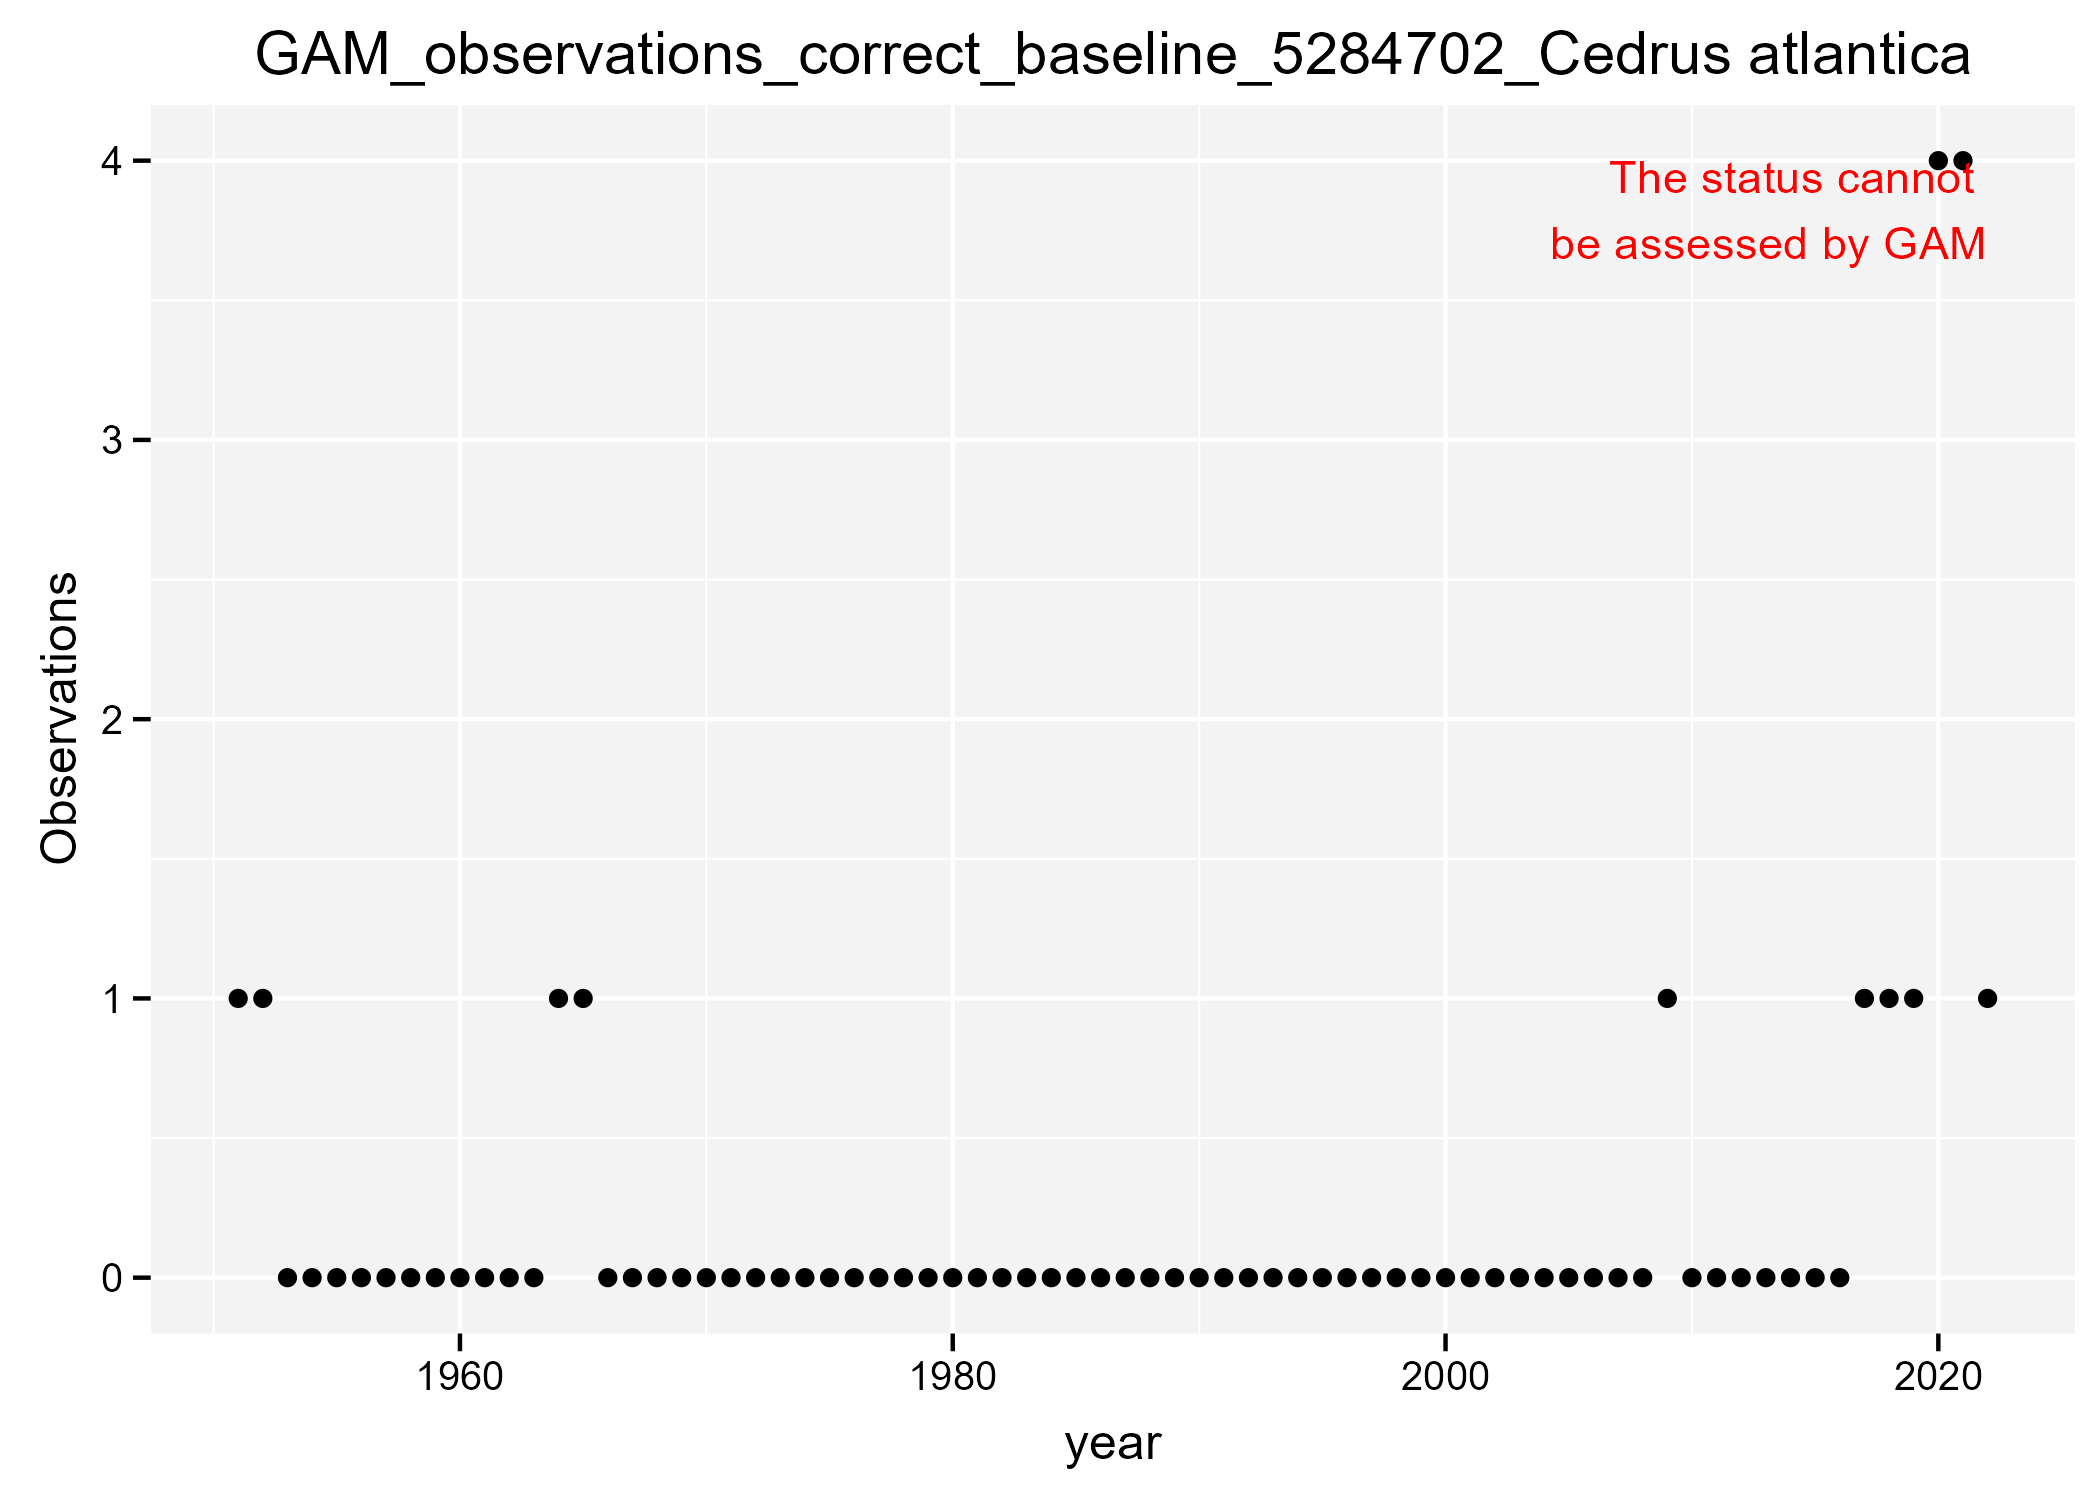 GAM_observations_correct_baseline_5284702_Cedrus atlantica
The status cannot
be assessed by GAM
Observations
4
3
2
1
0
1960 1980 2000 2020
year